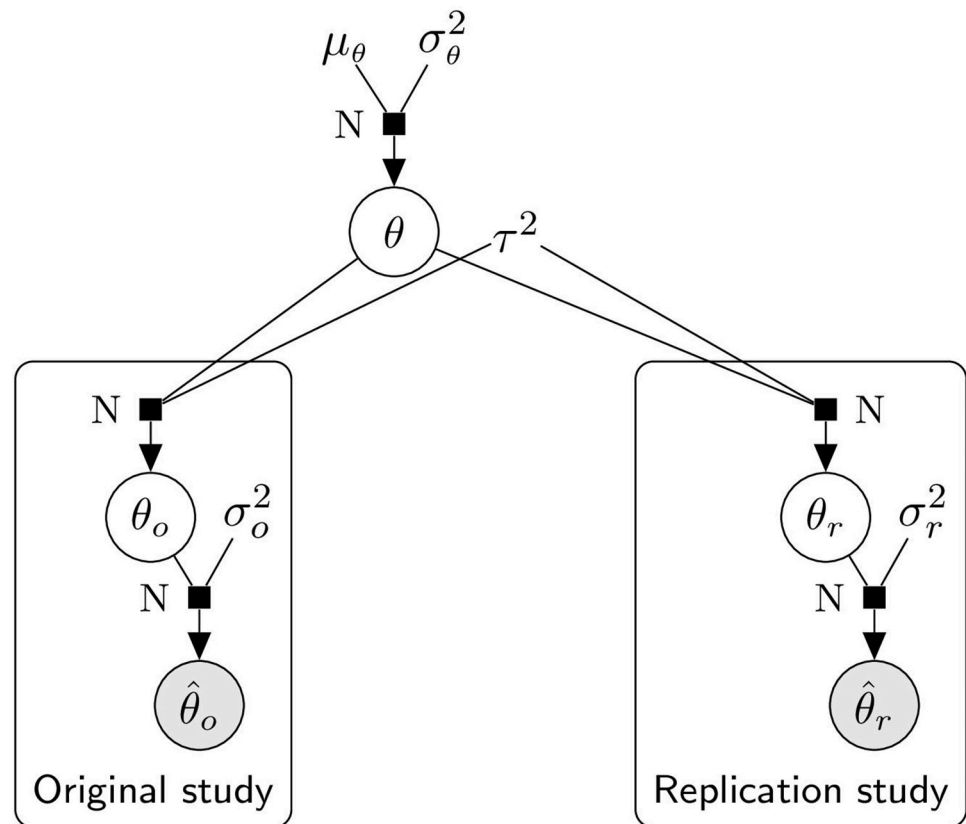 μ_θ σ²_θ
N
θ τ²
N N
θ_o σ²_o θ_r σ²_r
N N
θ̂_o θ̂_r
Original study Replication study